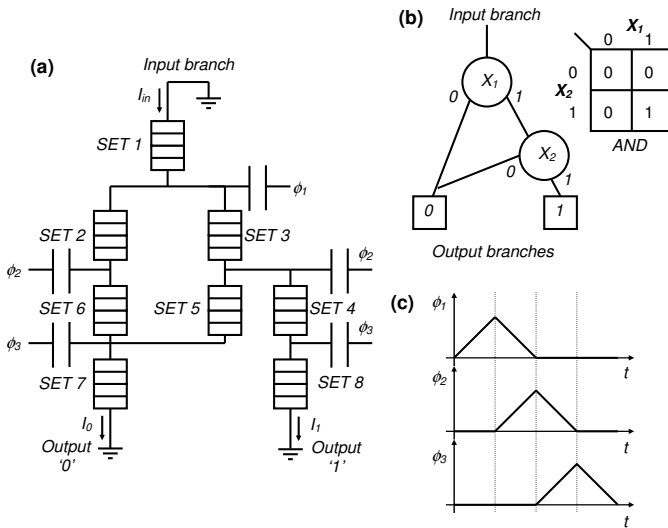 (a)
Input branch
I_in
SET 1
ϕ1
SET 2
SET 3
ϕ2
ϕ2
SET 6
SET 5
SET 4
ϕ3
ϕ3
SET 7
SET 8
I_0
I_1
Output
'0'
Output
'1'
(b)
Input branch
X1
0
1
X2
0
1
0
1
Output branches
X1
0 1
X2
0 0 0
1 0 1
AND
(c)
ϕ1
t
ϕ2
t
ϕ3
t